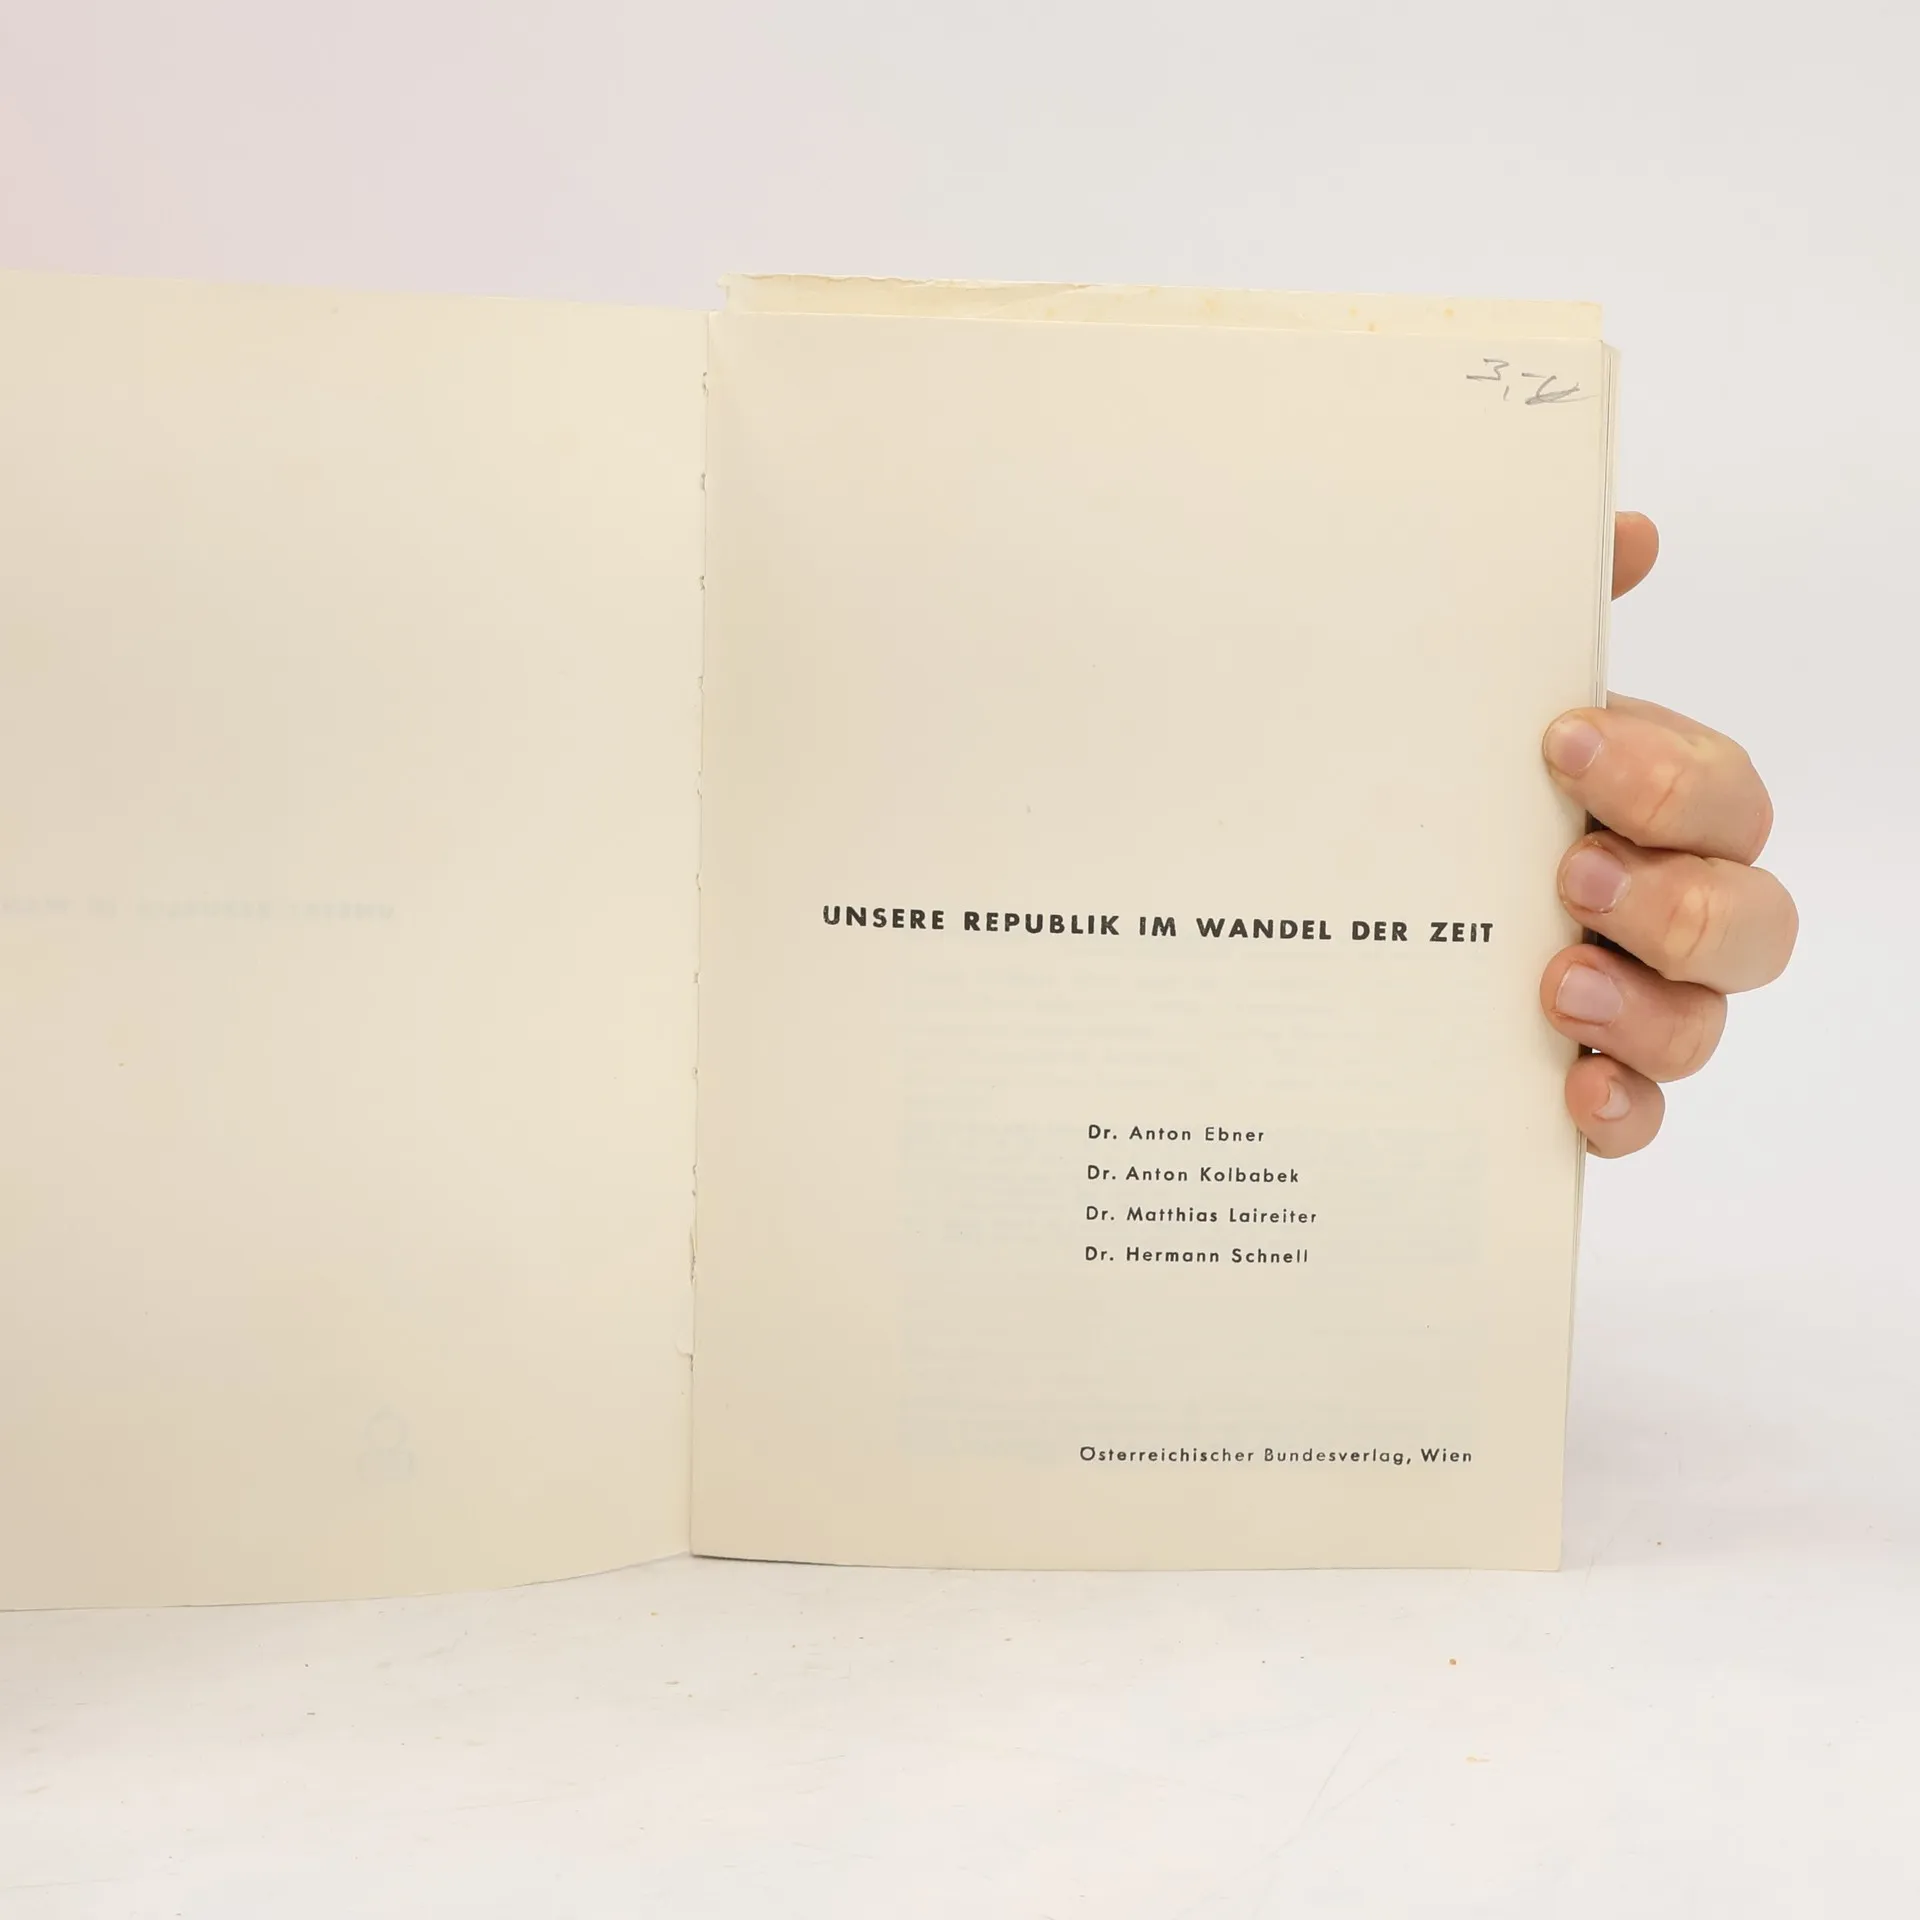 3,-
UNSERE REPUBLIK IM WANDEL DER ZEIT
Dr. Anton Ebner
Dr. Anton Kolbabek
Dr. Matthias Laireiter
Dr. Hermann Schnell
Österreichischer Bundesverlag, Wien